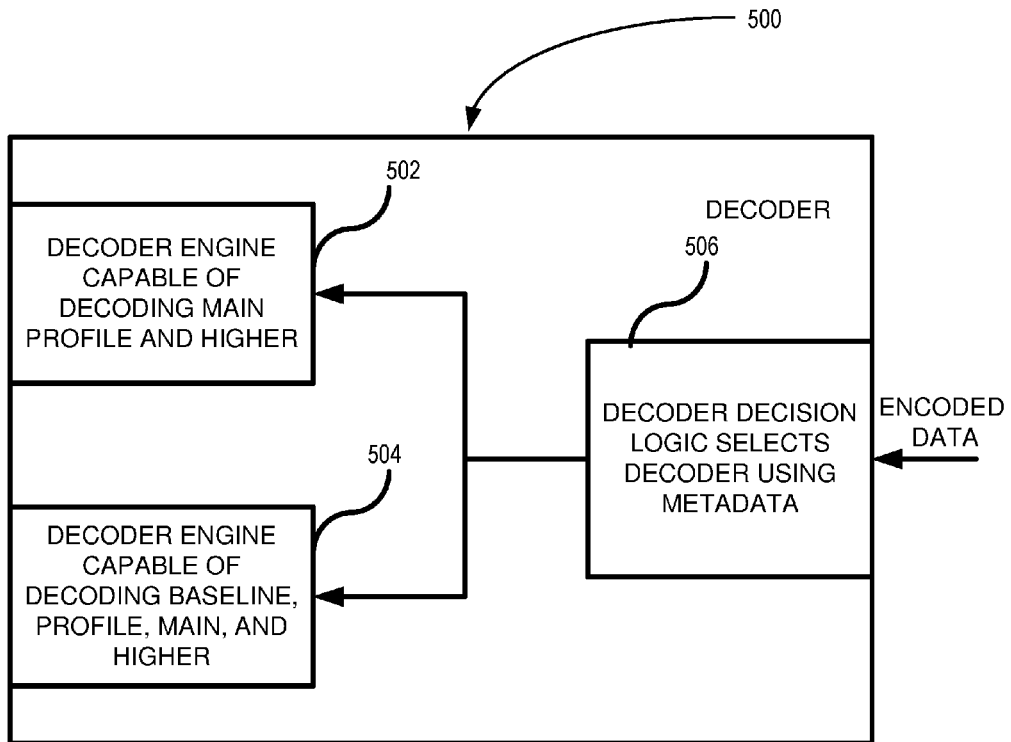 500
502
DECODER
506
DECODER ENGINE
CAPABLE OF
DECODING MAIN
PROFILE AND HIGHER
DECODER DECISION
LOGIC SELECTS
DECODER USING
METADATA
ENCODED
DATA
504
DECODER ENGINE
CAPABLE OF
DECODING BASELINE,
PROFILE, MAIN, AND
HIGHER